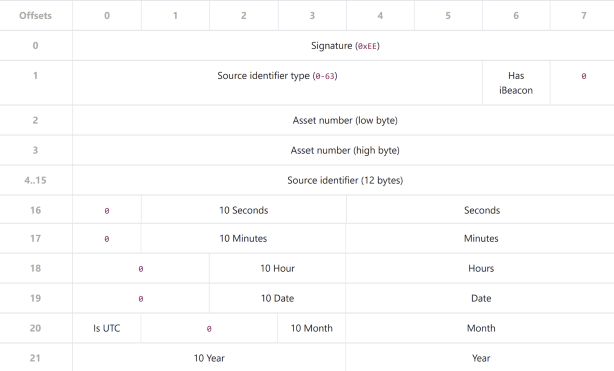 Offsets 0 1 2 3 4 5 6 7
0 Signature (0xEE)
1 Source identifier type (0-63) Has iBeacon 0
2 Asset number (low byte)
3 Asset number (high byte)
4..15 Source identifier (12 bytes)
16 0 10 Seconds Seconds
17 0 10 Minutes Minutes
18 0 10 Hour Hours
19 0 10 Date Date
20 Is UTC 0 10 Month Month
21 10 Year Year